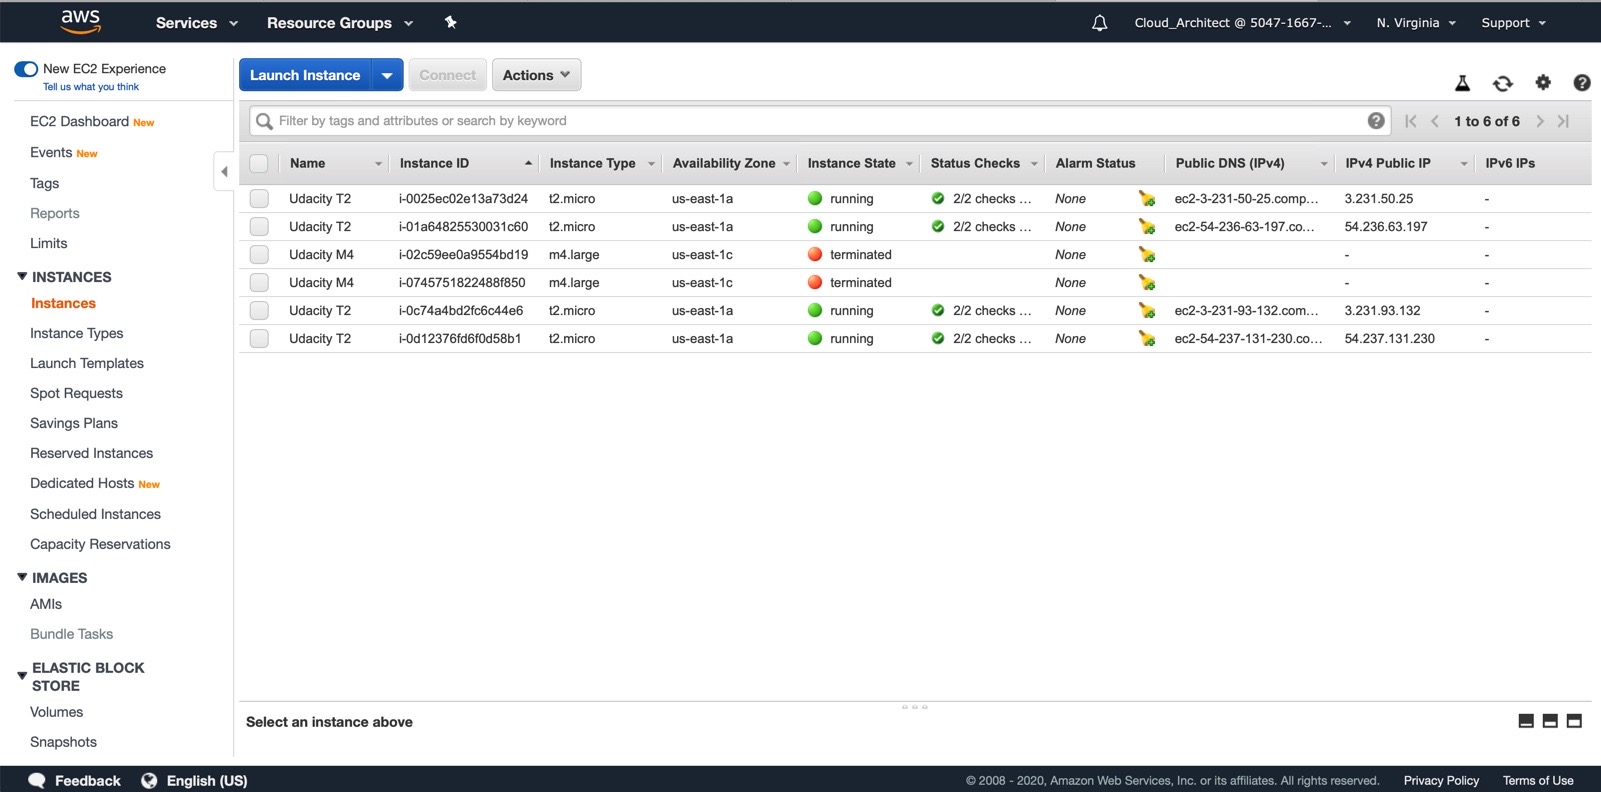 aws Services Resource Groups Cloud_Architect @ 5047-1667-... N. Virginia Support
New EC2 Experience
Tell us what you think
EC2 Dashboard New
Events New
Tags
Reports
Limits
INSTANCES
Instances
Instance Types
Launch Templates
Spot Requests
Savings Plans
Reserved Instances
Dedicated Hosts New
Scheduled Instances
Capacity Reservations
IMAGES
AMIs
Bundle Tasks
ELASTIC BLOCK
STORE
Volumes
Snapshots
Launch Instance Connect Actions
Filter by tags and attributes or search by keyword 1 to 6 of 6
Name Instance ID Instance Type Availability Zone Instance State Status Checks Alarm Status Public DNS (IPv4) IPv4 Public IP IPv6 IPs
Udacity T2 i-0025ec02e13a73d24 t2.micro us-east-1a running 2/2 checks ... None ec2-3-231-50-25.comp... 3.231.50.25 -
Udacity T2 i-01a64825530031c60 t2.micro us-east-1a running 2/2 checks ... None ec2-54-236-63-197.co... 54.236.63.197 -
Udacity M4 i-02c59ee0a9554bd19 m4.large us-east-1c terminated None - -
Udacity M4 i-0745751822488f850 m4.large us-east-1c terminated None - -
Udacity T2 i-0c74a4bd2fc6c44e6 t2.micro us-east-1a running 2/2 checks ... None ec2-3-231-93-132.com... 3.231.93.132 -
Udacity T2 i-0d12376fd6f0d58b1 t2.micro us-east-1a running 2/2 checks ... None ec2-54-237-131-230.co... 54.237.131.230 -
Select an instance above
Feedback English (US) © 2008 - 2020, Amazon Web Services, Inc. or its affiliates. All rights reserved. Privacy Policy Terms of Use